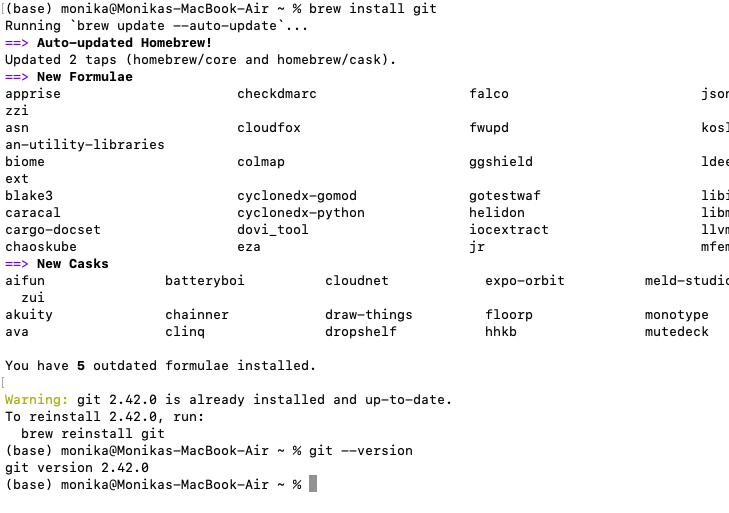 (base) monika@Monikas-MacBook-Air ~ % brew install git
Running `brew update --auto-update`...
==> Auto-updated Homebrew!
Updated 2 taps (homebrew/core and homebrew/cask).
==> New Formulae
apprise checkdmarc falco json
zzi
asn cloudfox fwupd kosl
an-utility-libraries
biome colmap ggshield ldee
ext
blake3 cyclonedx-gomod gotestwaf libi
caracal cyclonedx-python helidon libm
cargo-docset dovi_tool iocextract llvm
chaoskube eza jr mfem
==> New Casks
aifun batteryboi cloudnet expo-orbit meld-studio
zui
akuity chainner draw-things floorp monotype
ava clinq dropshelf hhkb mutedeck
You have 5 outdated formulae installed.
Warning: git 2.42.0 is already installed and up-to-date.
To reinstall 2.42.0, run:
brew reinstall git
(base) monika@Monikas-MacBook-Air ~ % git --version
git version 2.42.0
(base) monika@Monikas-MacBook-Air ~ %